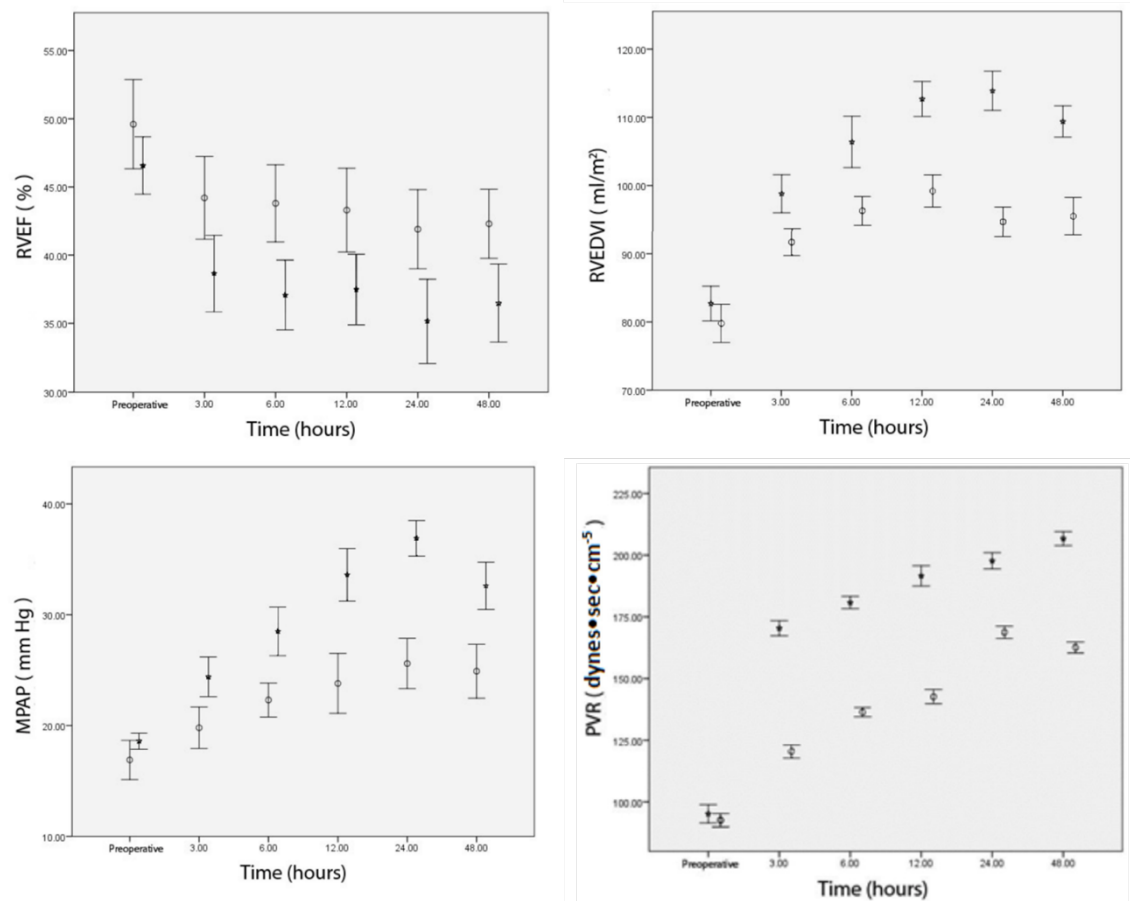 55.00
50.00
45.00
40.00
35.00
30.00
RVEF ( % )
Preoperative 3.00 6.00 12.00 24.00 48.00
Time (hours)
120.00
110.00
100.00
90.00
80.00
70.00
RVEDVI ( ml/m²)
Preoperative 3.00 6.00 12.00 24.00 48.00
Time (hours)
40.00
30.00
20.00
10.00
MPAP ( mm Hg )
Preoperative 3.00 6.00 12.00 24.00 48.00
Time (hours)
225.00
200.00
175.00
150.00
125.00
100.00
PVR ( dynes•sec•cm⁻⁵ )
Preoperative 3.00 6.00 12.00 24.00 48.00
Time (hours)